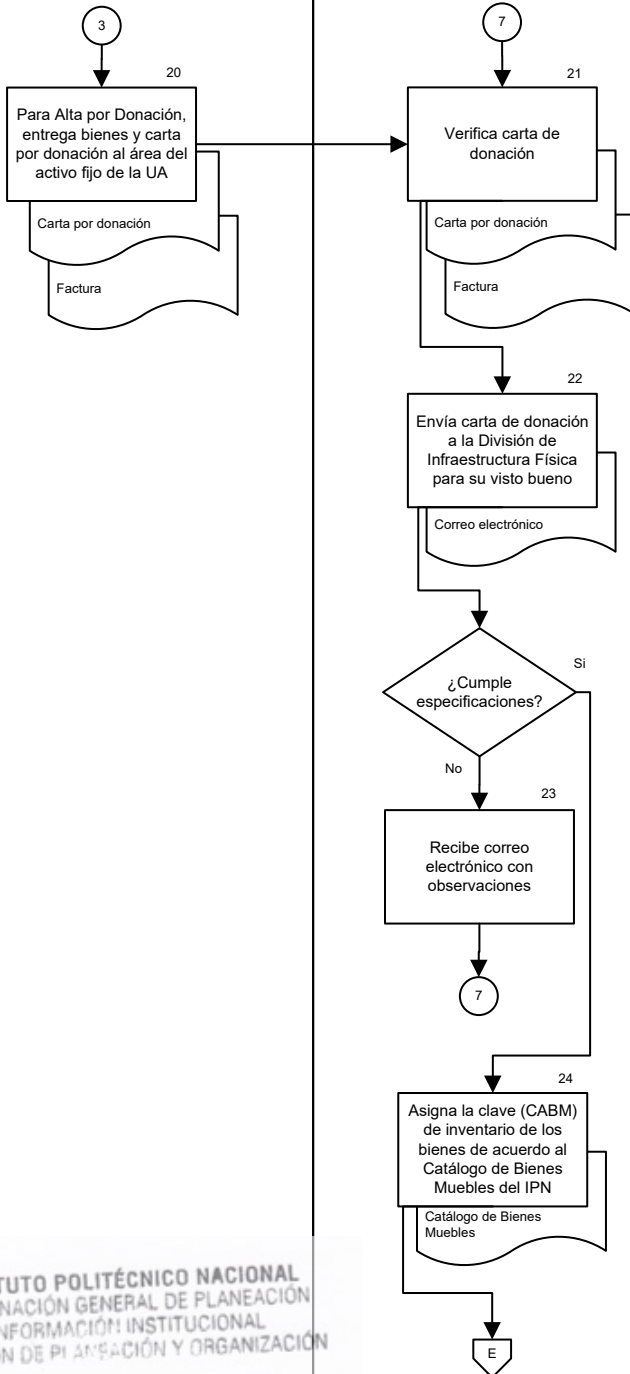 3
20
Para Alta por Donación,
entrega bienes y carta
por donación al área del
activo fijo de la UA
Carta por donación
Factura
7
21
Verifica carta de
donación
Carta por donación
Factura
22
Envía carta de donación
a la División de
Infraestructura Física
para su visto bueno
Correo electrónico
¿Cumple
especificaciones?
Si
No
23
Recibe correo
electrónico con
observaciones
7
24
Asigna la clave (CABM)
de inventario de los
bienes de acuerdo al
Catálogo de Bienes
Muebles del IPN
Catálogo de Bienes
Muebles
E
TUTO POLITÉCNICO NACIONAL
NACIÓN GENERAL DE PLANEACIÓN
NFORMACIÓN INSTITUCIONAL
N DE PLANEACIÓN Y ORGANIZACIÓN